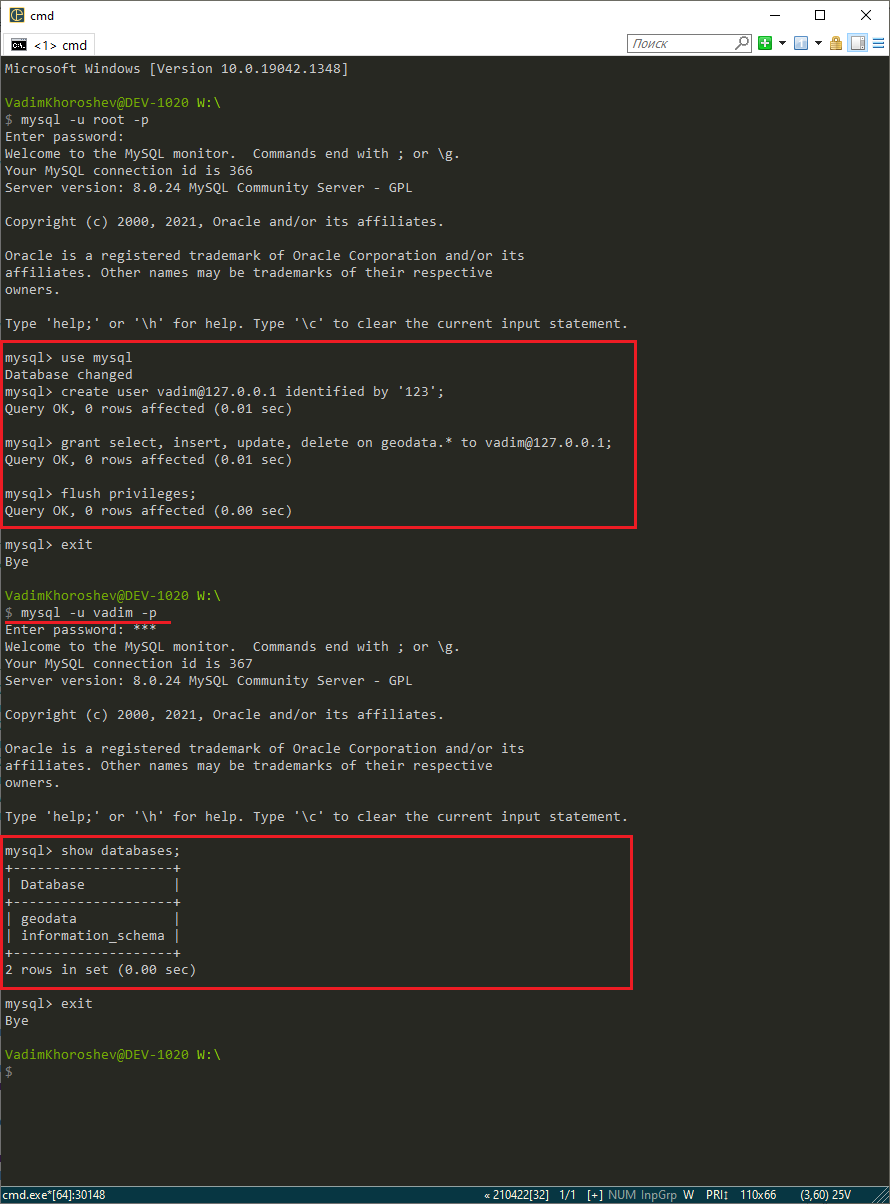 cmd
<1> cmd
Поиск
Microsoft Windows [Version 10.0.19042.1348]
VadimKhoroshev@DEV-1020 W:\
$ mysql -u root -p
Enter password:
Welcome to the MySQL monitor.  Commands end with ; or \g.
Your MySQL connection id is 366
Server version: 8.0.24 MySQL Community Server - GPL
Copyright (c) 2000, 2021, Oracle and/or its affiliates.
Oracle is a registered trademark of Oracle Corporation and/or its
affiliates. Other names may be trademarks of their respective
owners.
Type 'help;' or '\h' for help. Type '\c' to clear the current input statement.
mysql> use mysql
Database changed
mysql> create user vadim@127.0.0.1 identified by '123';
Query OK, 0 rows affected (0.01 sec)
mysql> grant select, insert, update, delete on geodata.* to vadim@127.0.0.1;
Query OK, 0 rows affected (0.01 sec)
mysql> flush privileges;
Query OK, 0 rows affected (0.00 sec)
mysql> exit
Bye
VadimKhoroshev@DEV-1020 W:\
$ mysql -u vadim -p
Enter password: ***
Welcome to the MySQL monitor.  Commands end with ; or \g.
Your MySQL connection id is 367
Server version: 8.0.24 MySQL Community Server - GPL
Copyright (c) 2000, 2021, Oracle and/or its affiliates.
Oracle is a registered trademark of Oracle Corporation and/or its
affiliates. Other names may be trademarks of their respective
owners.
Type 'help;' or '\h' for help. Type '\c' to clear the current input statement.
mysql> show databases;
+--------------------+
| Database           |
+--------------------+
| geodata            |
| information_schema |
+--------------------+
2 rows in set (0.00 sec)
mysql> exit
Bye
VadimKhoroshev@DEV-1020 W:\
$
cmd.exe*[64]:30148 « 210422[32] 1/1 [+] NUM InpGrp W PRI↕ 110x66 (3,60) 25V